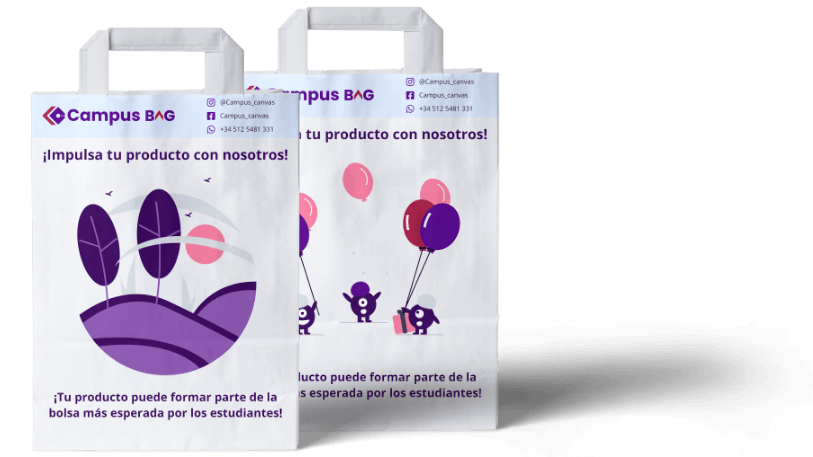 Campus BAG
@Campus_canvas
Campus_canvas
+34 512 5481 331
¡Impulsa tu producto con nosotros!
¡Tu producto puede formar parte de la
bolsa más esperada por los estudiantes!
mpus BAG
@Campus_canvas
Campus_canvas
+34 512 5481 331
tu producto con nosotros!
puede formar parte de la
esperada por los estudiantes!